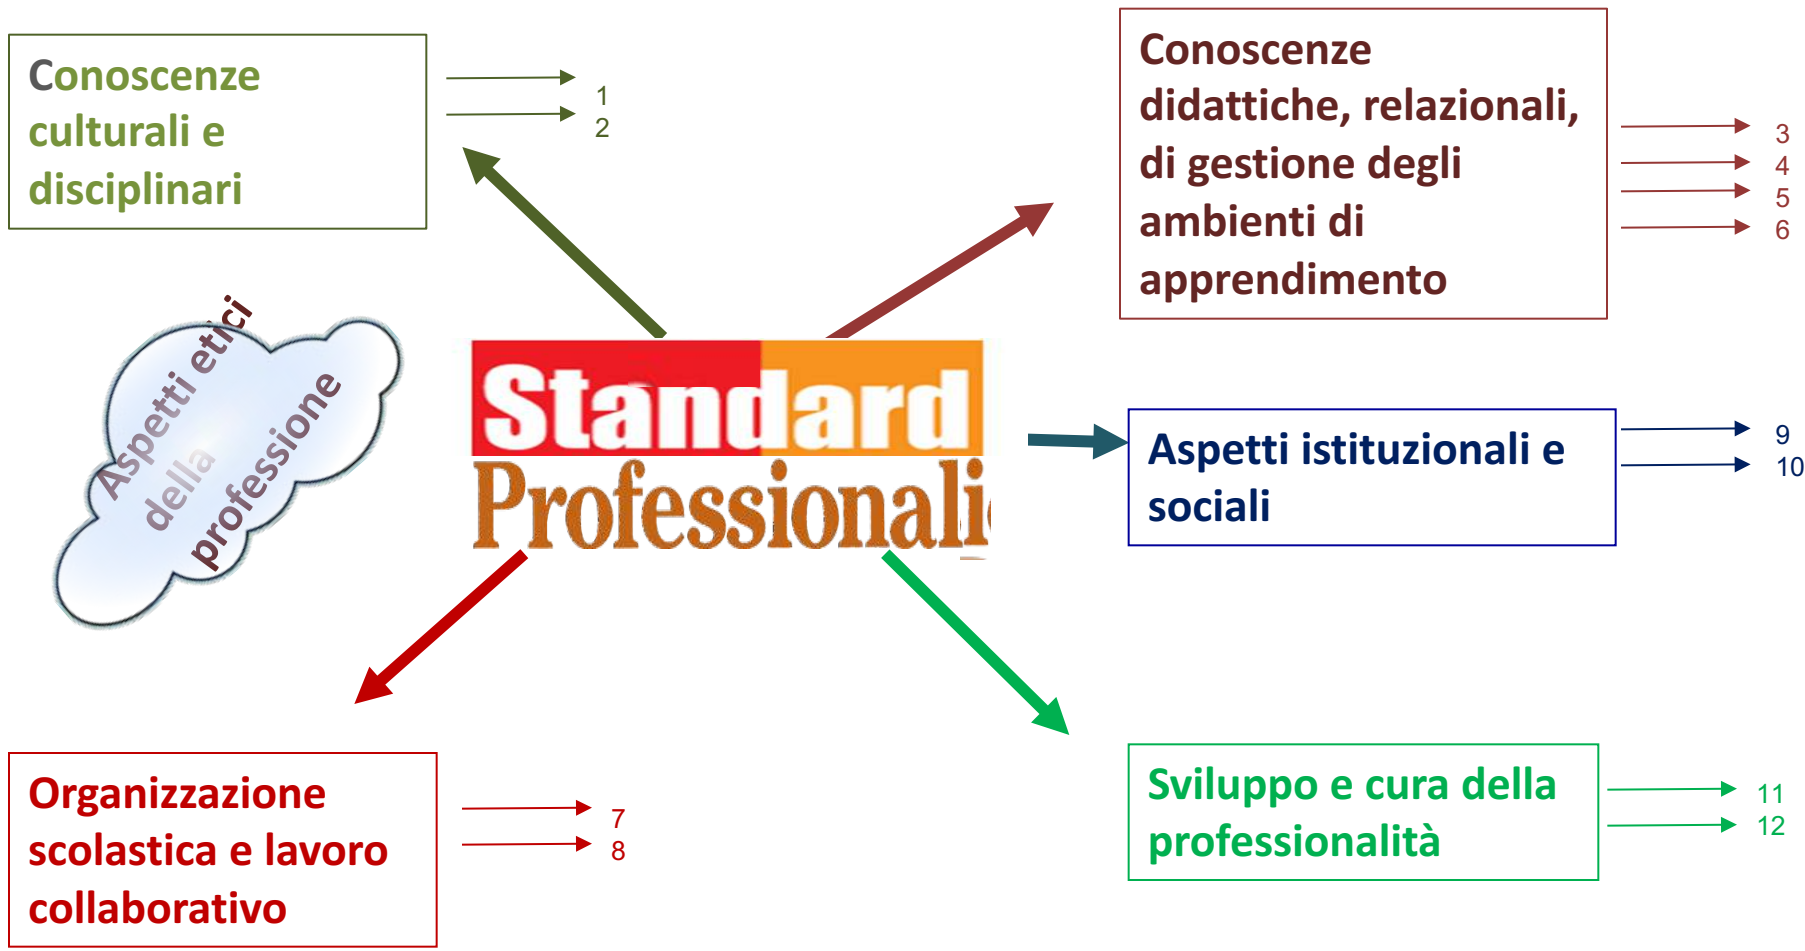 Conoscenze
culturali e
disciplinari
1
2
Conoscenze
didattiche, relazionali,
di gestione degli
ambienti di
apprendimento
3
4
5
6
Aspetti etici
della
professione
Standard
Professionali
Aspetti istituzionali e
sociali
9
10
Organizzazione
scolastica e lavoro
collaborativo
7
8
Sviluppo e cura della
professionalità
11
12